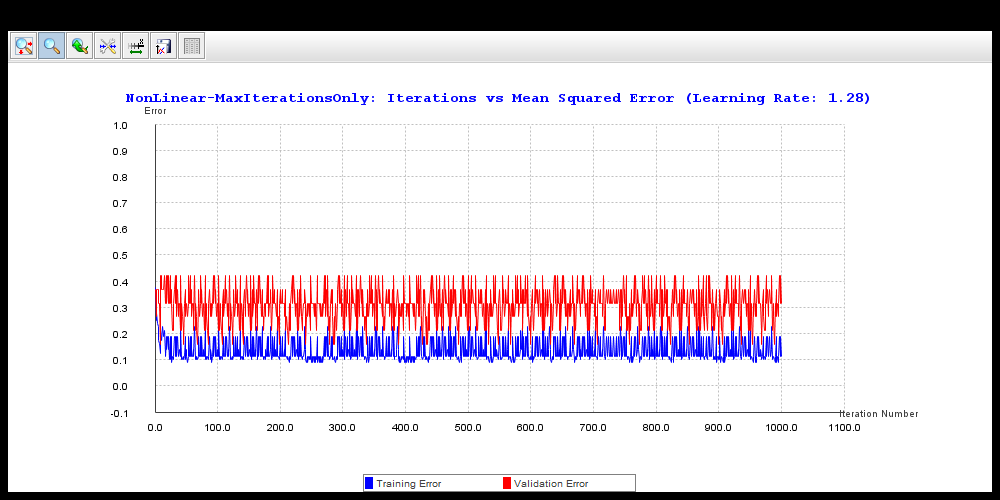 NonLinear-MaxIterationsOnly: Iterations vs Mean Squared Error (Learning Rate: 1.28)
Error
1.0
0.9
0.8
0.7
0.6
0.5
0.4
0.3
0.2
0.1
0.0
-0.1
Iteration Number
0.0 100.0 200.0 300.0 400.0 500.0 600.0 700.0 800.0 900.0 1000.0 1100.0
Training Error Validation Error